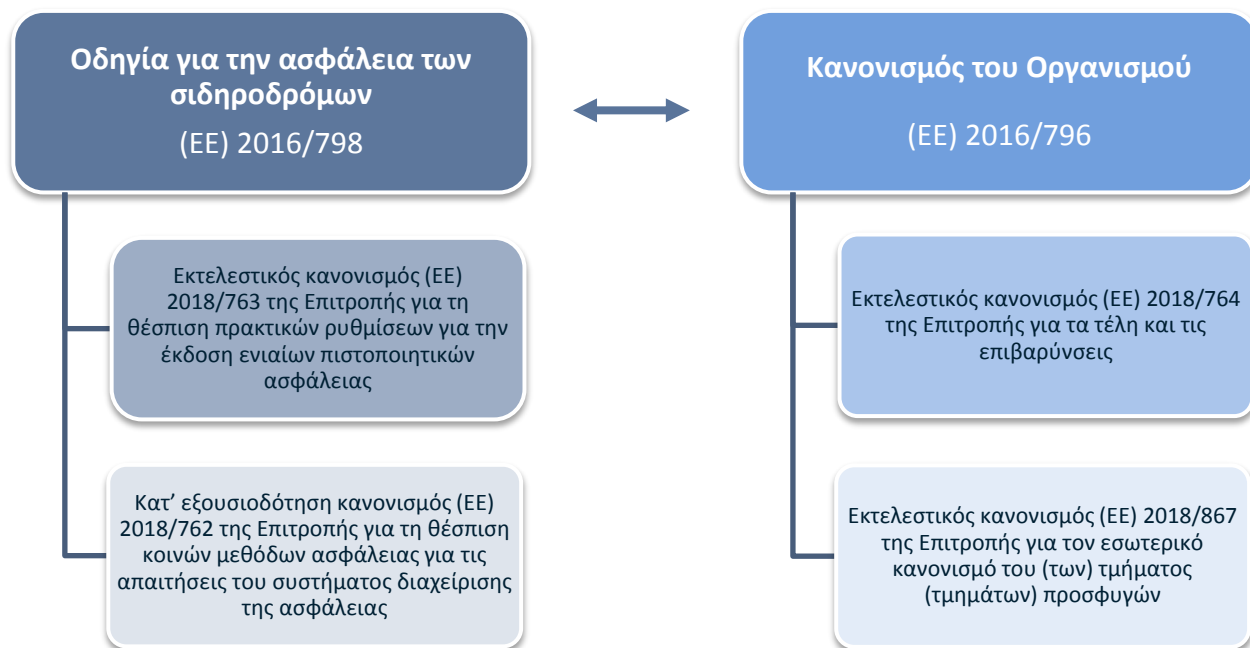 Οδηγία για την ασφάλεια των
σιδηροδρόμων
(ΕΕ) 2016/798
Εκτελεστικός κανονισμός (ΕΕ)
2018/763 της Επιτροπής για τη
θέσπιση πρακτικών ρυθμίσεων για την
έκδοση ενιαίων πιστοποιητικών
ασφάλειας
Κατ’ εξουσιοδότηση κανονισμός (ΕΕ)
2018/762 της Επιτροπής για τη θέσπιση
κοινών μεθόδων ασφάλειας για τις
απαιτήσεις του συστήματος διαχείρισης
της ασφάλειας
Κανονισμός του Οργανισμού
(ΕΕ) 2016/796
Εκτελεστικός κανονισμός (ΕΕ) 2018/764
της Επιτροπής για τα τέλη και τις
επιβαρύνσεις
Εκτελεστικός κανονισμός (ΕΕ) 2018/867
της Επιτροπής για τον εσωτερικό
κανονισμό του (των) τμήματος
(τμημάτων) προσφυγών